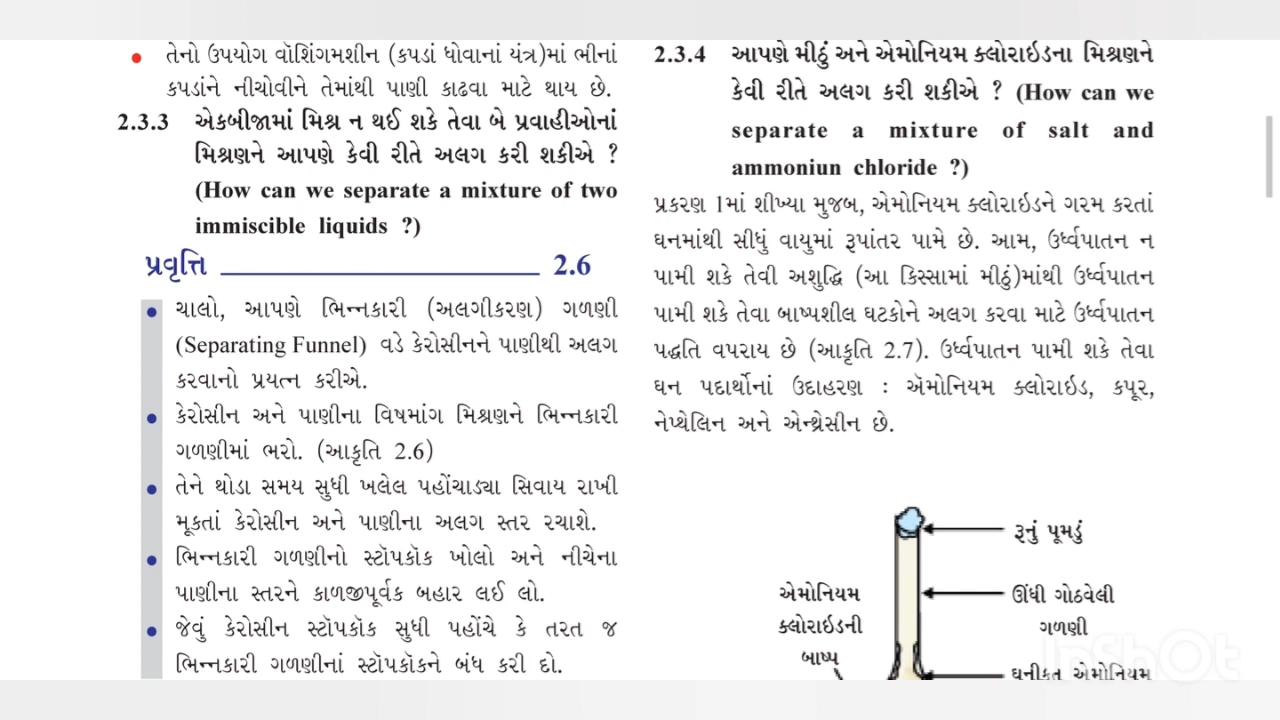 તેનો ઉપયોગ વૉશિંગમશીન (કપડાં ધોવાનાં યંત્ર)માં ભીનાં
કપડાંને નીચોવીને તેમાંથી પાણી કાઢવા માટે થાય છે.
2.3.3 એકબીજામાં મિશ્ર ન થઈ શકે તેવા બે પ્રવાહીઓનાં
મિશ્રણને આપણે કેવી રીતે અલગ કરી શકીએ ?
(How can we separate a mixture of two
immiscible liquids ?)
પ્રવૃત્તિ 2.6
ચાલો, આપણે ભિન્નકારી (અલગીકરણ) ગળણી
(Separating Funnel) વડે કેરોસીનને પાણીથી અલગ
કરવાનો પ્રયત્ન કરીએ.
કેરોસીન અને પાણીના વિષમાંગ મિશ્રણને ભિન્નકારી
ગળણીમાં ભરો. (આકૃતિ 2.6)
તેને થોડા સમય સુધી ખલેલ પહોંચાડ્યા સિવાય રાખી
મૂકતાં કેરોસીન અને પાણીના અલગ સ્તર રચાશે.
ભિન્નકારી ગળણીનો સ્ટૉપકૉક ખોલો અને નીચેના
પાણીના સ્તરને કાળજીપૂર્વક બહાર લઈ લો.
જેવું કેરોસીન સ્ટૉપકૉક સુધી પહોંચે કે તરત જ
ભિન્નકારી ગળણીનાં સ્ટૉપકૉકને બંધ કરી દો.
2.3.4 આપણે મીઠું અને એમોનિયમ ક્લોરાઇડના મિશ્રણને
કેવી રીતે અલગ કરી શકીએ ? (How can we
separate a mixture of salt and
ammoniun chloride ?)
પ્રકરણ 1માં શીખ્યા મુજબ, એમોનિયમ ક્લોરાઇડને ગરમ કરતાં
ઘનમાંથી સીધું વાયુમાં રૂપાંતર પામે છે. આમ, ઉર્ધ્વપાતન ન
પામી શકે તેવી અશુદ્ધિ (આ કિસ્સામાં મીઠું)માંથી ઉર્ધ્વપાતન
પામી શકે તેવા બાષ્પશીલ ઘટકોને અલગ કરવા માટે ઉર્ધ્વપાતન
પદ્ધતિ વપરાય છે (આકૃતિ 2.7). ઉર્ધ્વપાતન પામી શકે તેવા
ઘન પદાર્થોનાં ઉદાહરણ : ઍમોનિયમ ક્લોરાઇડ, કપૂર,
નેપ્થેલિન અને એન્થ્રેસીન છે.
રૂનું પૂમડું
એમોનિયમ
ક્લોરાઇડની
બાષ્પ
ઊંધી ગોઠવેલી
ગળણી
ઘનીકૃત એમોનિયમ
InShOt